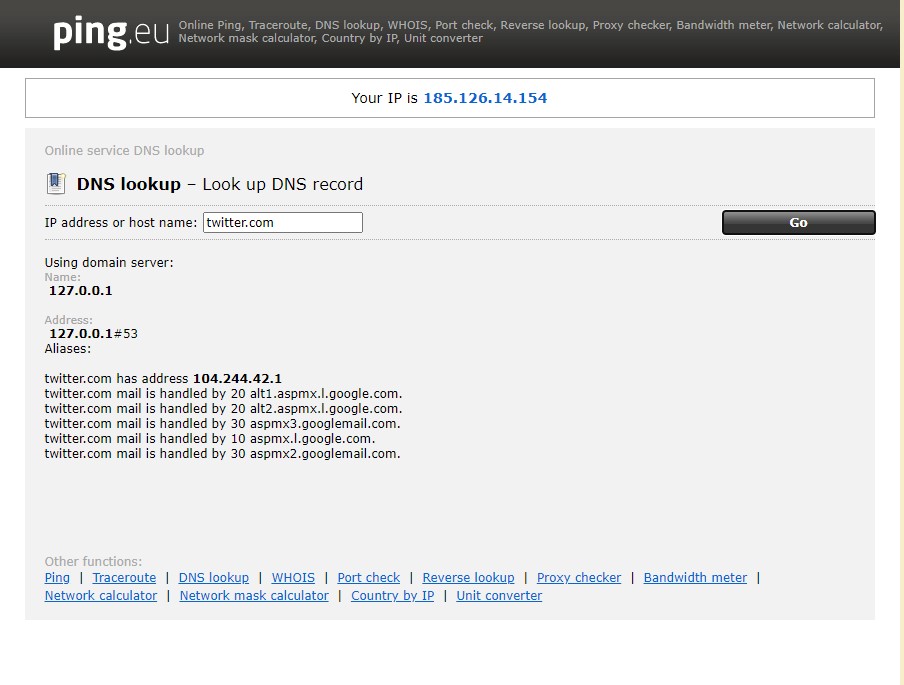 ping.eu
Online Ping, Traceroute, DNS lookup, WHOIS, Port check, Reverse lookup, Proxy checker, Bandwidth meter, Network calculator,
Network mask calculator, Country by IP, Unit converter
Your IP is 185.126.14.154
Online service DNS lookup
DNS lookup – Look up DNS record
IP address or host name: twitter.com Go
Using domain server:
Name:
127.0.0.1
Address:
127.0.0.1#53
Aliases:
twitter.com has address 104.244.42.1
twitter.com mail is handled by 20 alt1.aspmx.l.google.com.
twitter.com mail is handled by 20 alt2.aspmx.l.google.com.
twitter.com mail is handled by 30 aspmx3.googlemail.com.
twitter.com mail is handled by 10 aspmx.l.google.com.
twitter.com mail is handled by 30 aspmx2.googlemail.com.
Other functions:
Ping | Traceroute | DNS lookup | WHOIS | Port check | Reverse lookup | Proxy checker | Bandwidth meter |
Network calculator | Network mask calculator | Country by IP | Unit converter